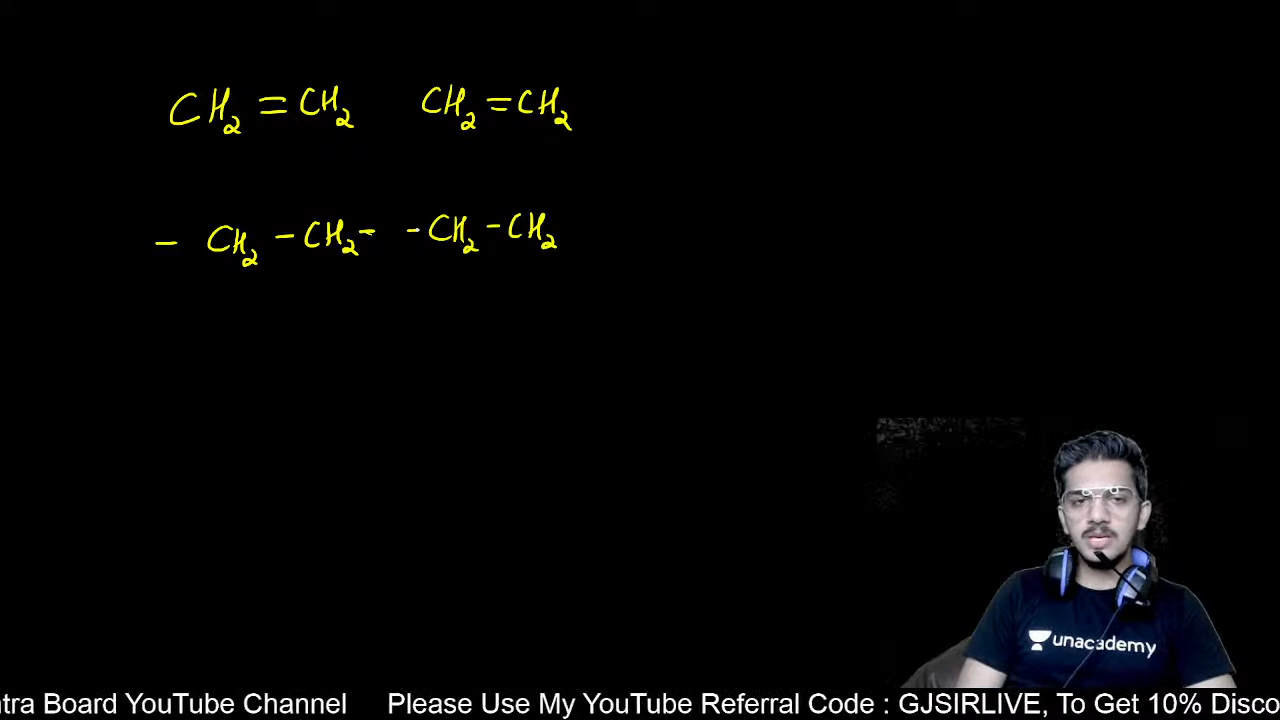 CH₂ = CH₂ CH₂ = CH₂
- CH₂ - CH₂ - - CH₂ - CH₂
unacademy
ntra Board YouTube Channel Please Use My YouTube Referral Code : GJSIRLIVE, To Get 10% Disco